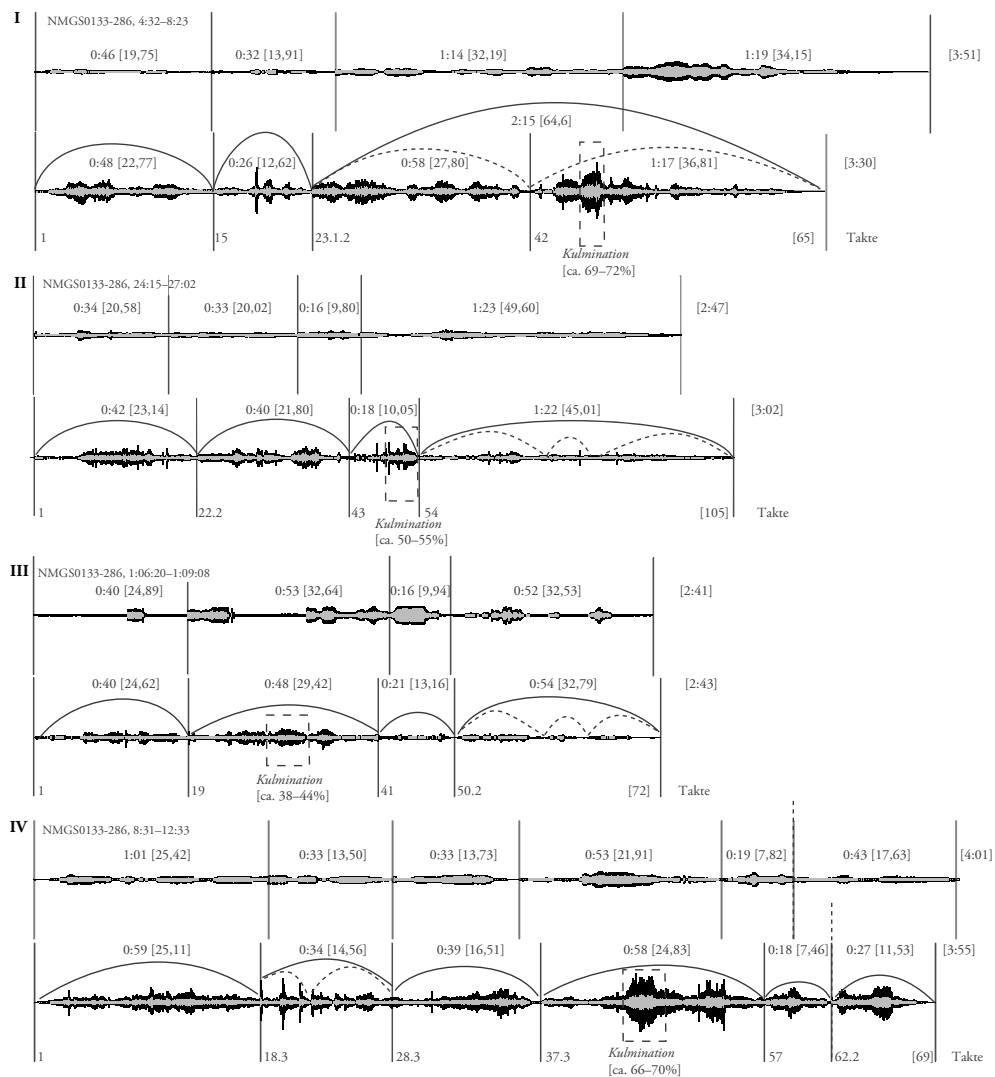 I NMGS0133-286, 4:32–8:23
0:46 [19,75] 0:32 [13,91] 1:14 [32,19] 1:19 [34,15] [3:51]
2:15 [64,6]
0:48 [22,77] 0:26 [12,62] 0:58 [27,80] 1:17 [36,81] [3:30]
1 15 23.1.2 42 [65] Takte
Kulmination
[ca. 69–72%]
II NMGS0133-286, 24:15–27:02
0:34 [20,58] 0:33 [20,02] 0:16 [9,80] 1:23 [49,60] [2:47]
0:42 [23,14] 0:40 [21,80] 0:18 [10,05] 1:22 [45,01] [3:02]
1 22.2 43 54 [105] Takte
Kulmination
[ca. 50–55%]
III NMGS0133-286, 1:06:20–1:09:08
0:40 [24,89] 0:53 [32,64] 0:16 [9,94] 0:52 [32,53] [2:41]
0:40 [24,62] 0:48 [29,42] 0:21 [13,16] 0:54 [32,79] [2:43]
Kulmination
[ca. 38–44%]
1 19 41 50.2 [72] Takte
IV NMGS0133-286, 8:31–12:33
1:01 [25,42] 0:33 [13,50] 0:33 [13,73] 0:53 [21,91] 0:19 [7,82] 0:43 [17,63] [4:01]
0:59 [25,11] 0:34 [14,56] 0:39 [16,51] 0:58 [24,83] 0:18 [7,46] 0:27 [11,53] [3:55]
1 18.3 28.3 37.3 57 62.2 [69] Takte
Kulmination
[ca. 66–70%]